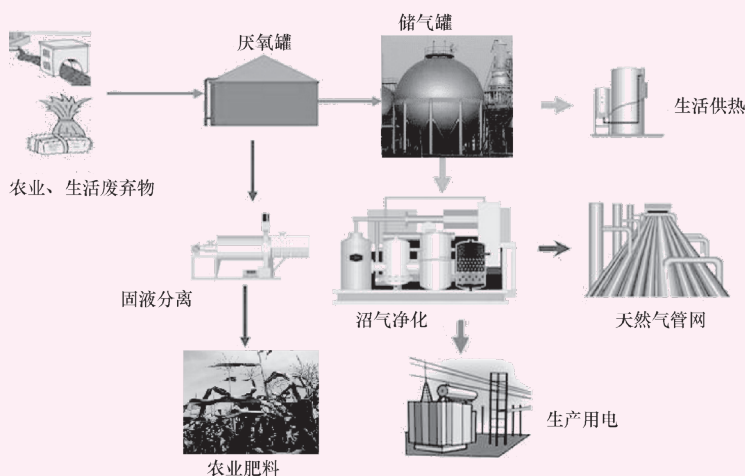 储气罐
厌氧罐
生活供热
农业、生活废弃物
固液分离
沼气净化
天然气管网
生产用电
农业肥料